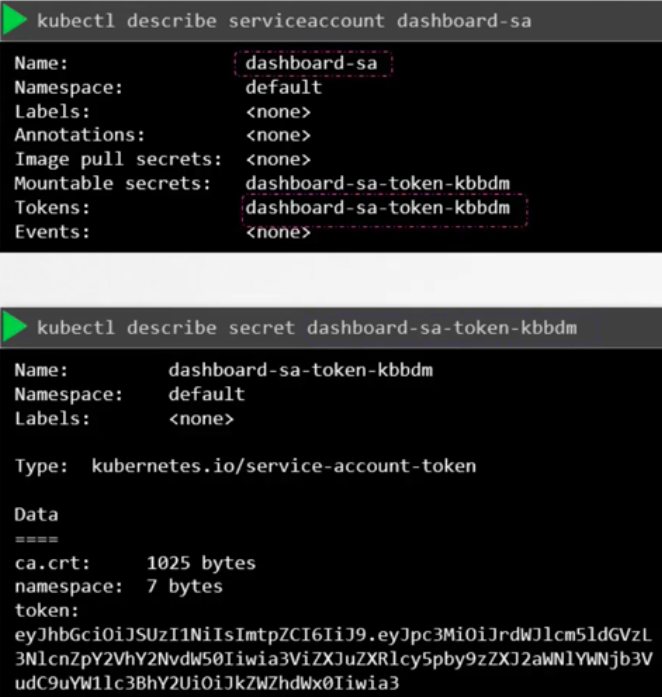 kubectl describe serviceaccount dashboard-sa
Name: dashboard-sa
Namespace: default
Labels: <none>
Annotations: <none>
Image pull secrets: <none>
Mountable secrets: dashboard-sa-token-kbbdm
Tokens: dashboard-sa-token-kbbdm
Events: <none>
kubectl describe secret dashboard-sa-token-kbbdm
Name: dashboard-sa-token-kbbdm
Namespace: default
Labels: <none>
Type: kubernetes.io/service-account-token
Data
====
ca.crt: 1025 bytes
namespace: 7 bytes
token:
eyJhbGciOiJSUzI1NiIsImtpZCI6IiJ9.eyJpc3MiOiJrdWJlcm5ldGVzL
3NlcnZpY2VhY2NvdW50Iiwia3ViZXJuZXRlcy5pby9zZXJ2aWNlYWNjb3V
udC9uYW1lc3BhY2UiOiJkZWZhdWx0Iiwia3